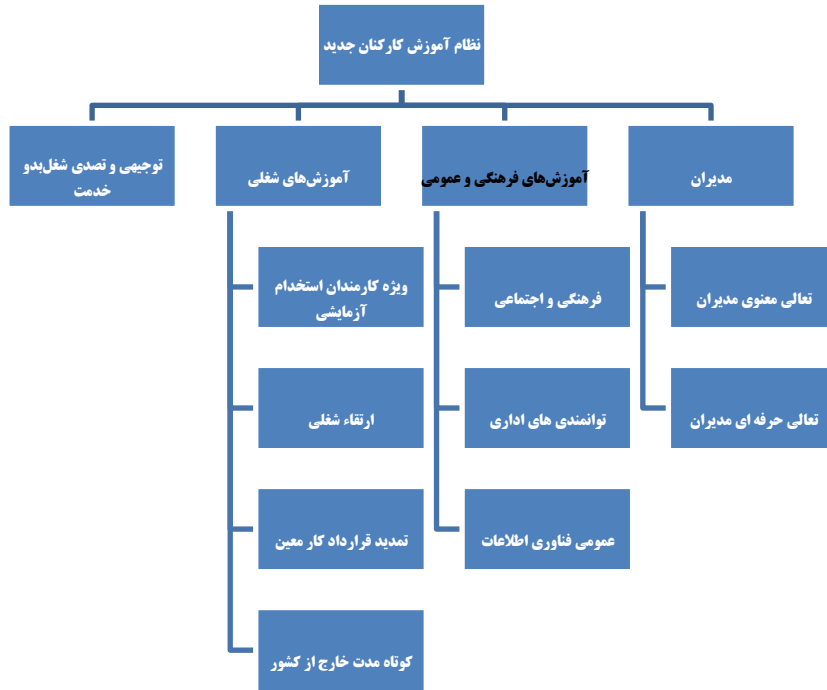 نظام آموزش کارکنان جدید
مدیران
آموزش‌های فرهنگی و عمومی
آموزش‌های شغلی
توجیهی و تصدی شغل‌بدو
خدمت
تعالی معنوی مدیران
تعالی حرفه ای مدیران
فرهنگی و اجتماعی
توانمندی های اداری
عمومی فناوری اطلاعات
ویژه کارمندان استخدام
آزمایشی
ارتقاء شغلی
تمدید قرارداد کار معین
کوتاه مدت خارج از کشور